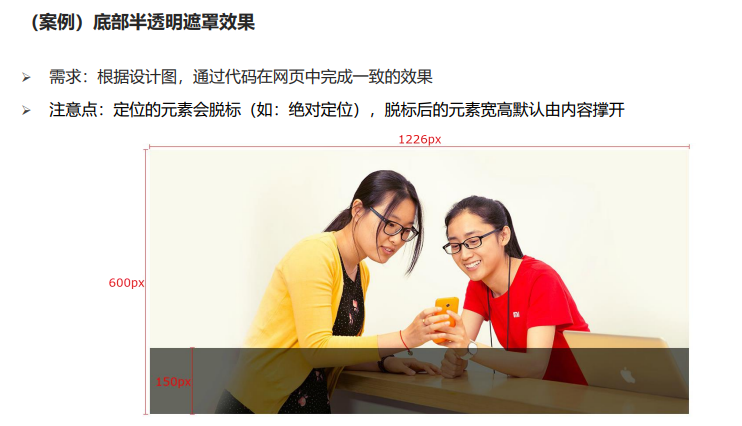 （案例）底部半透明遮罩效果
需求：根据设计图，通过代码在网页中完成一致的效果
注意点：定位的元素会脱标（如：绝对定位），脱标后的元素宽高默认由内容撑开
1226px
600px
150px